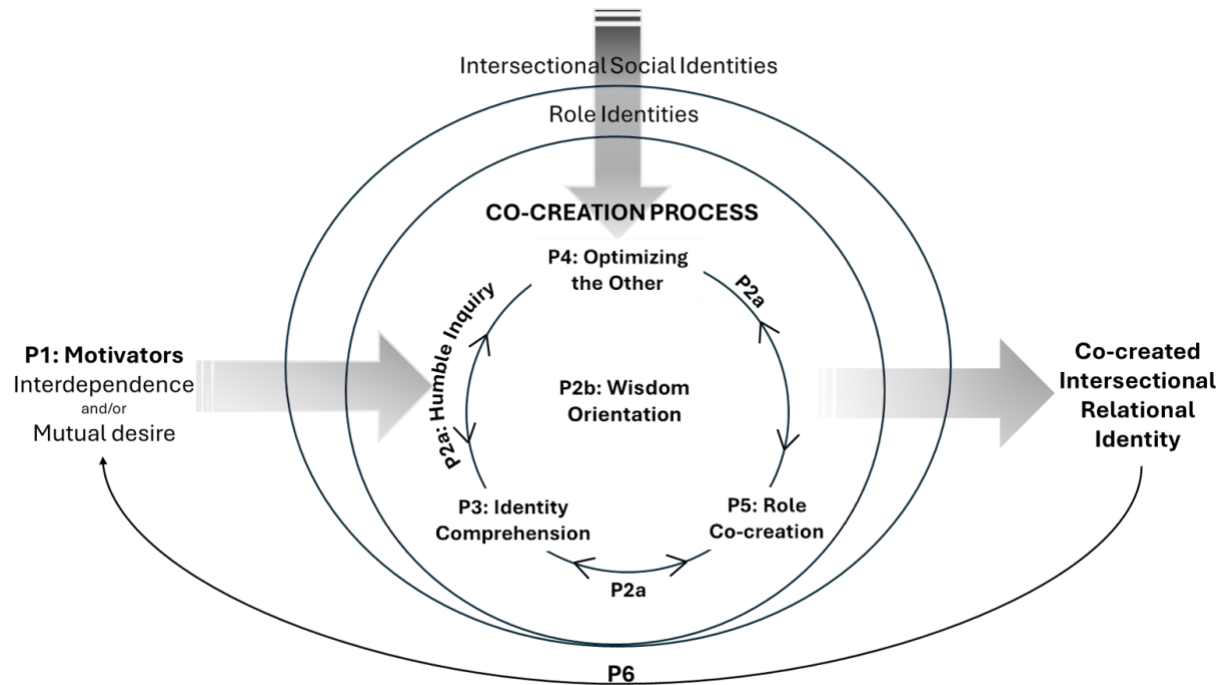 Intersectional Social Identities
Role Identities
CO-CREATION PROCESS
P4: Optimizing
the Other
P2a
P2a: Humble Inquiry
P1: Motivators
Interdependence
and/or
Mutual desire
P2b: Wisdom
Orientation
Co-created
Intersectional
Relational
Identity
P3: Identity
Comprehension
P5: Role
Co-creation
P2a
P6